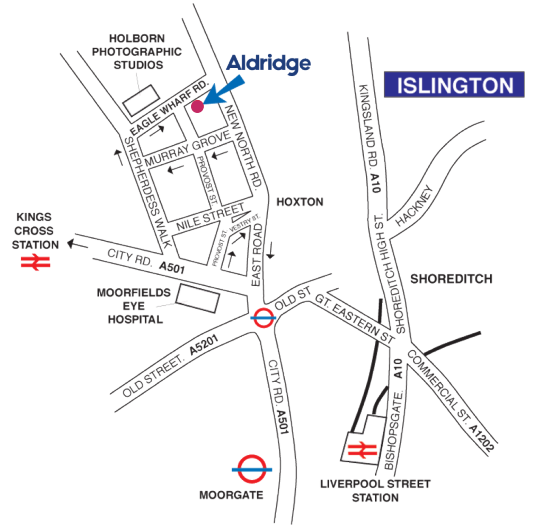 HOLBORN
PHOTOGRAPHIC
STUDIOS
Aldridge
ISLINGTON
EAGLE WHARF RD.
NEW NORTH RD.
KINGSLAND RD. A10
MURRAY GROVE
SHEPHERDESS WALK
PROVOST ST.
NILE STREET
HOXTON
HACKNEY
KINGS
CROSS
STATION
CITY RD. A501
PROVOST ST.
VESTRY ST.
EAST ROAD
SHOREDITCH HIGH ST.
SHOREDITCH
MOORFIELDS
EYE
HOSPITAL
OLD ST
GT. EASTERN ST
OLD STREET. A5201
CITY RD. A501
BISHOPSGATE. A10
COMMERCIAL ST. A1202
MOORGATE
LIVERPOOL STREET
STATION